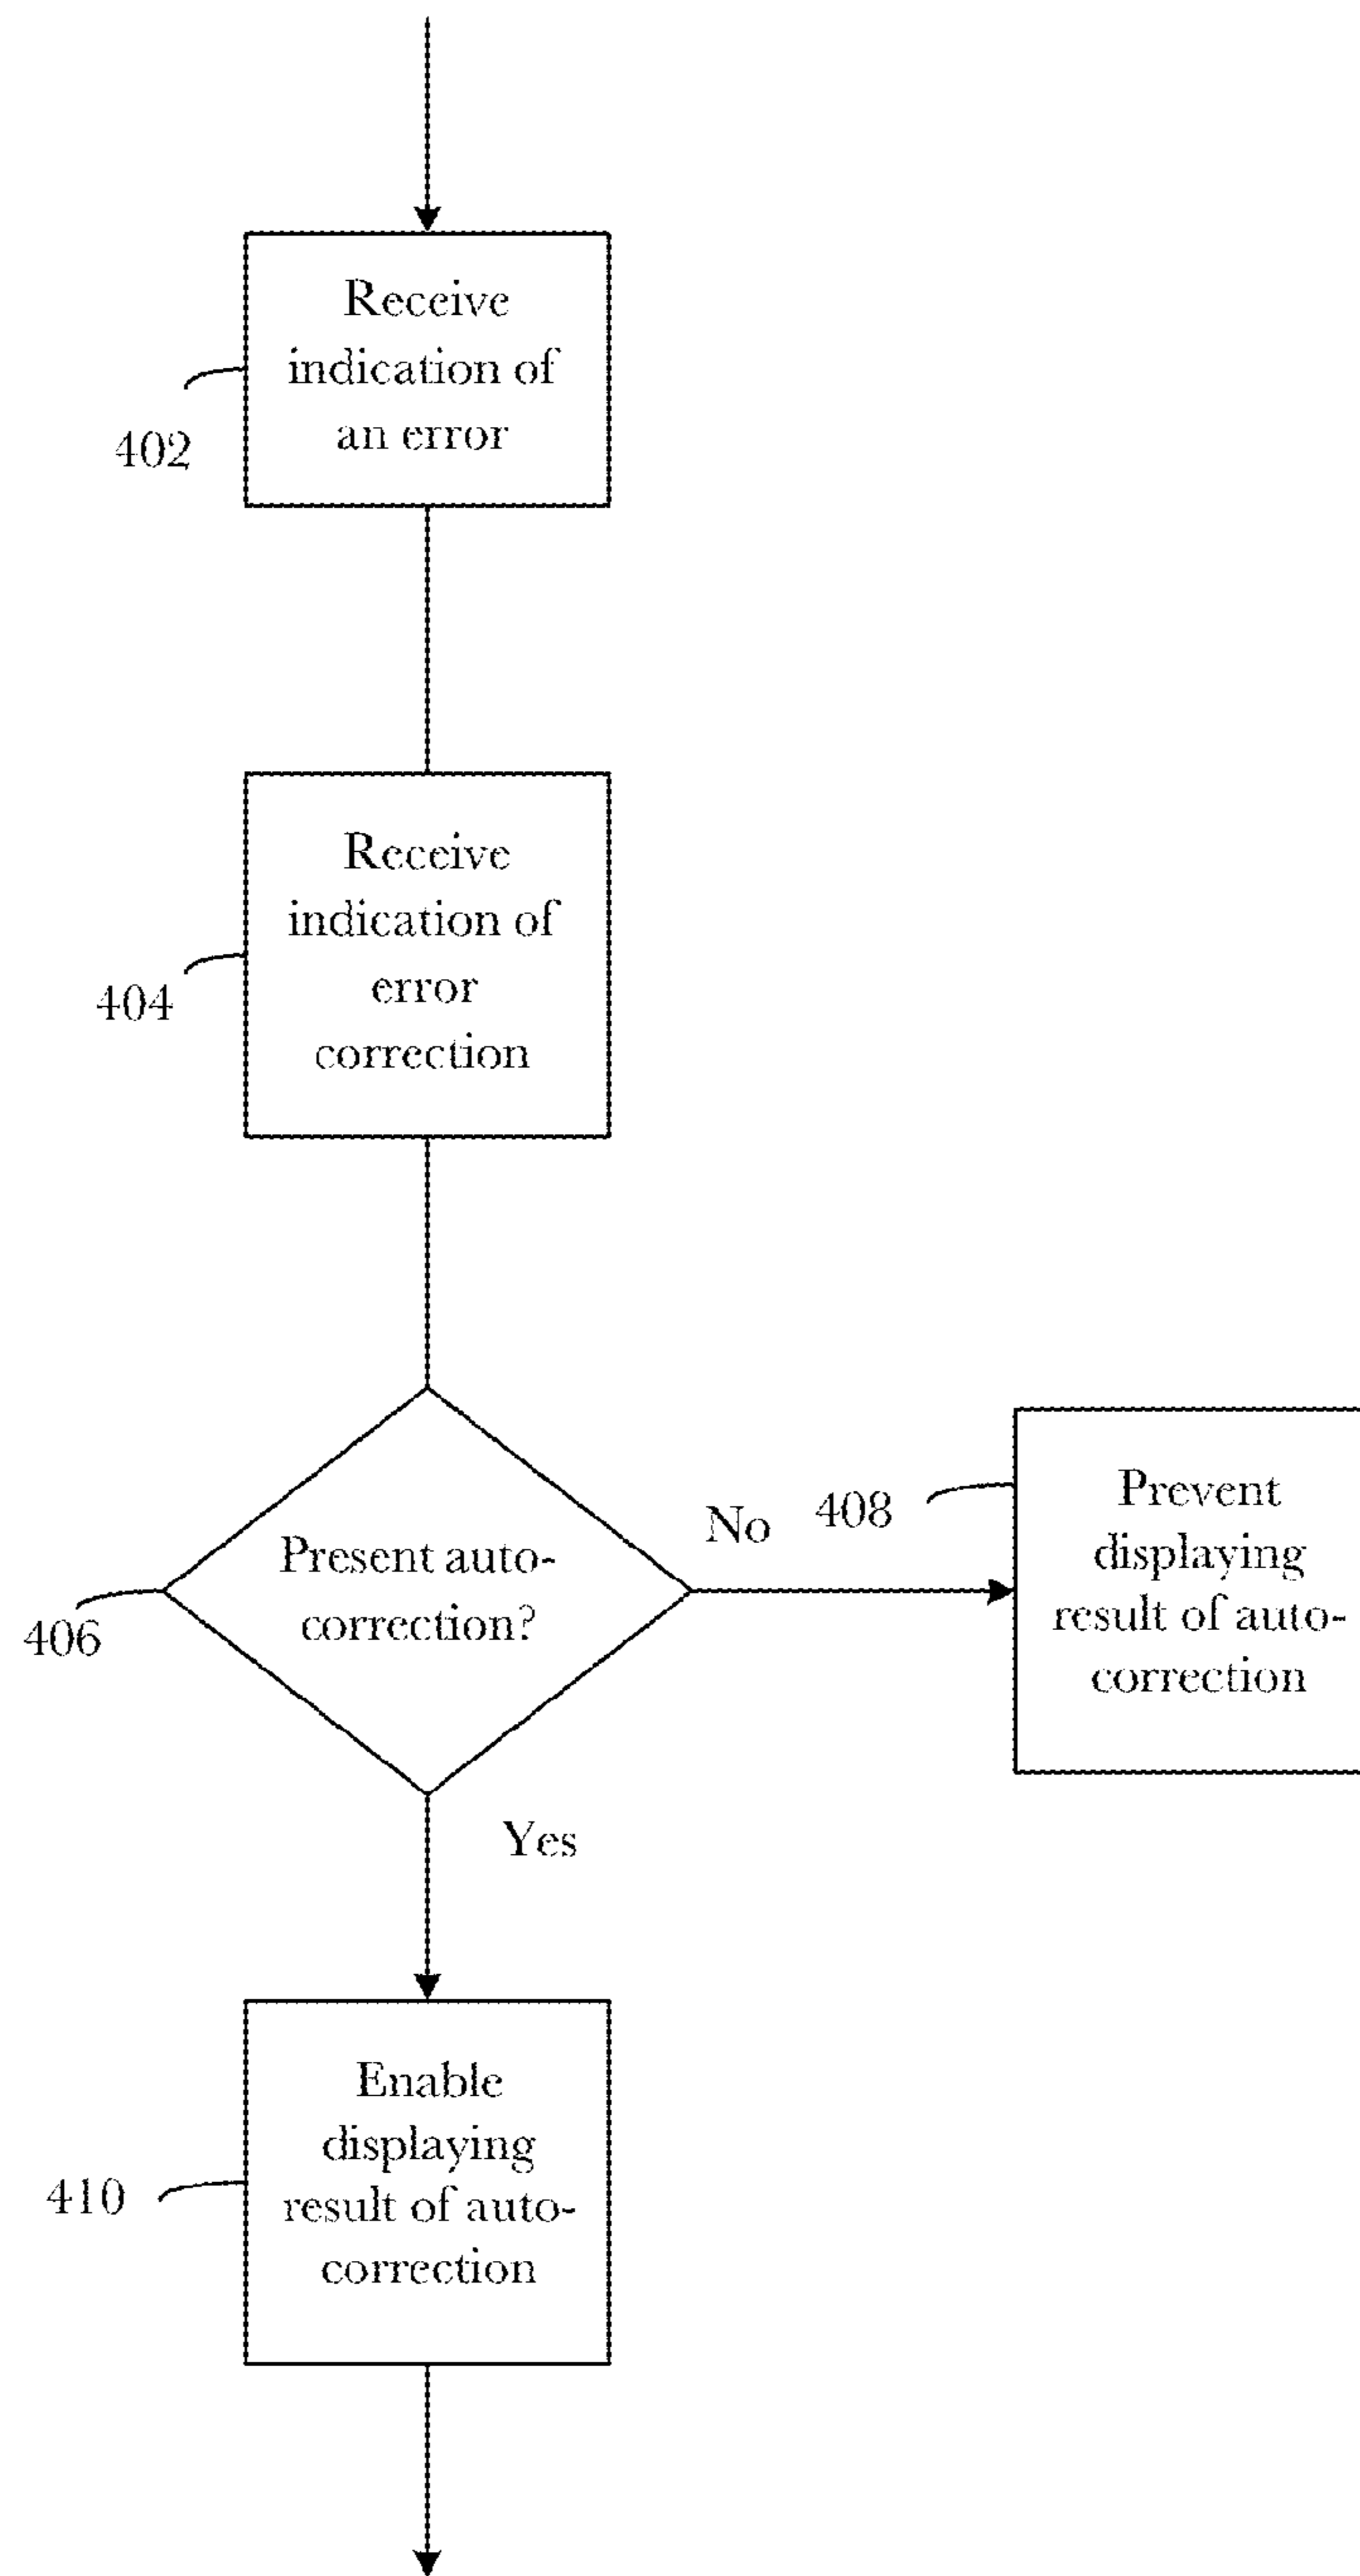 Receive
indication of
an error
402
Receive
indication of
error
correction
404
Present auto-
correction?
406
No
408
Prevent
displaying
result of auto-
correction
Yes
Enable
displaying
result of auto-
correction
410